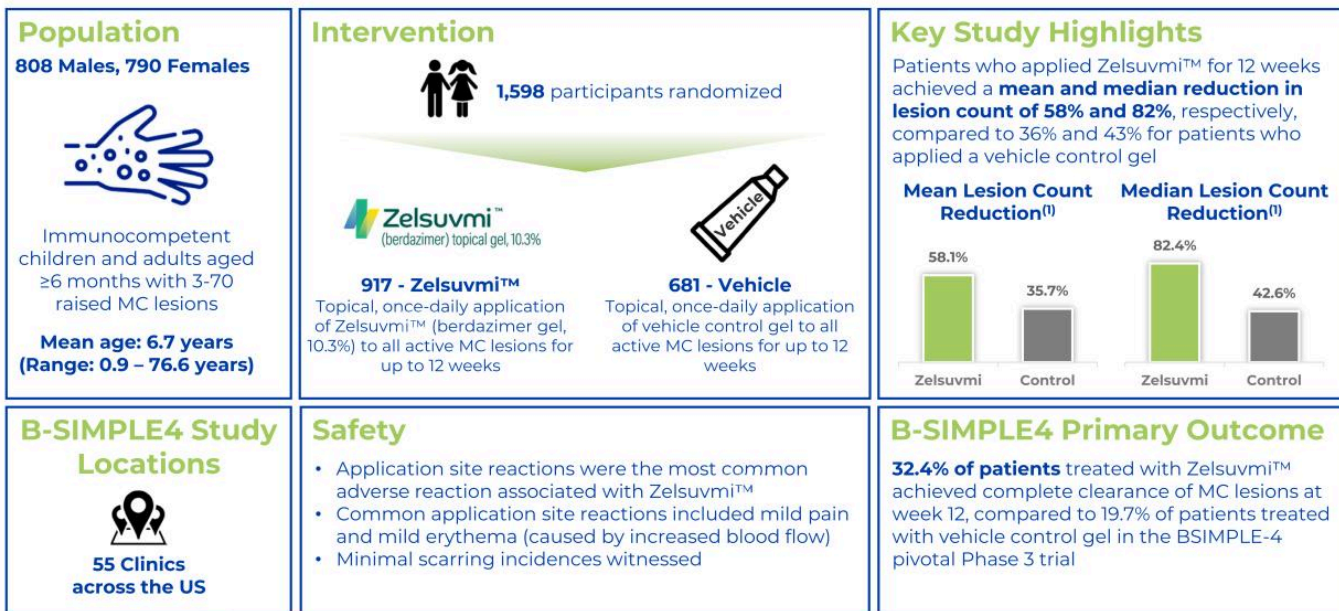 Population
808 Males, 790 Females
Immunocompetent
children and adults aged
≥6 months with 3-70
raised MC lesions
Mean age: 6.7 years
(Range: 0.9 – 76.6 years)
Intervention
1,598 participants randomized
Zelsuvmi™
(berdazimer) topical gel, 10.3%
917 - Zelsuvmi™
Topical, once-daily application
of Zelsuvmi™ (berdazimer gel,
10.3%) to all active MC lesions for
up to 12 weeks
Vehicle
681 - Vehicle
Topical, once-daily application
of vehicle control gel to all
active MC lesions for up to 12
weeks
Key Study Highlights
Patients who applied Zelsuvmi™ for 12 weeks
achieved a mean and median reduction in
lesion count of 58% and 82%, respectively,
compared to 36% and 43% for patients who
applied a vehicle control gel
Mean Lesion Count
Reduction(1)
58.1%
35.7%
Zelsuvmi Control
Median Lesion Count
Reduction(1)
82.4%
42.6%
Zelsuvmi Control
B-SIMPLE4 Study
Locations
55 Clinics
across the US
Safety
• Application site reactions were the most common
adverse reaction associated with Zelsuvmi™
• Common application site reactions included mild pain
and mild erythema (caused by increased blood flow)
• Minimal scarring incidences witnessed
B-SIMPLE4 Primary Outcome
32.4% of patients treated with Zelsuvmi™
achieved complete clearance of MC lesions at
week 12, compared to 19.7% of patients treated
with vehicle control gel in the BSIMPLE-4
pivotal Phase 3 trial